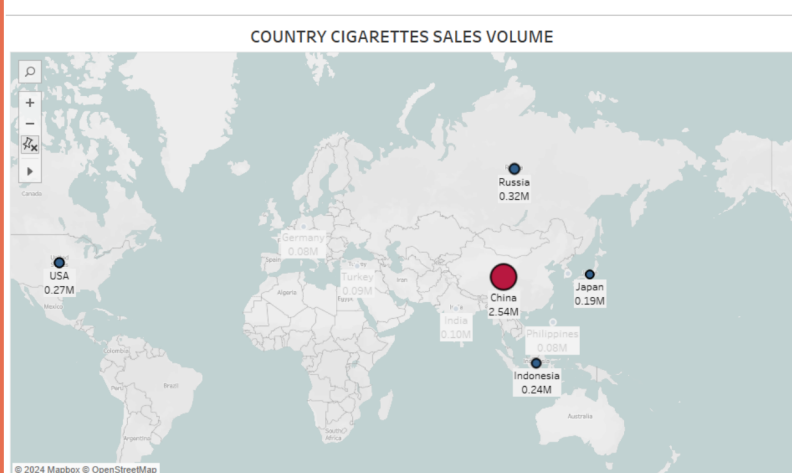 COUNTRY CIGARETTES SALES VOLUME
Canada
Russia
0.32M
Germany
0.08M
Spain
USA
0.27M
Turkey
0.09M
Iran
China
2.54M
Japan
0.19M
Mexico
Algeria
India
0.10M
Philippines
0.08M
Colombia
Indonesia
0.24M
Peru
Brazil
Australia
South
Africa
Argentina
© 2024 Mapbox © OpenStreetMap